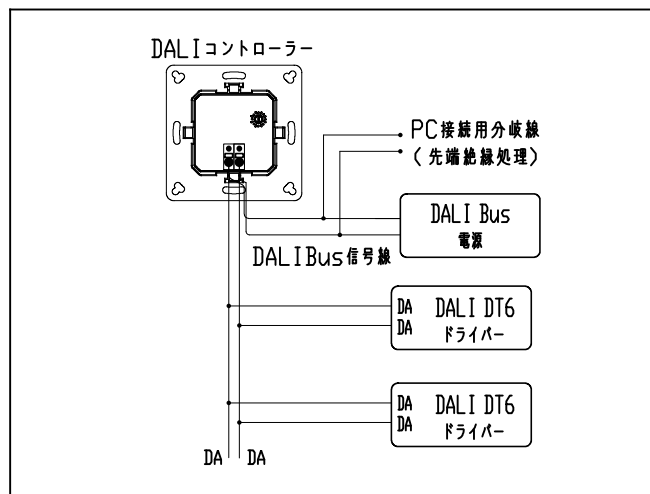 DALIコントローラー
PC接続用分岐線
(先端絶縁処理)
DALI Bus
電源
DALIBus信号線
DA
DA
DALI DT6
ドライバー
DA
DA
DALI DT6
ドライバー
DA DA